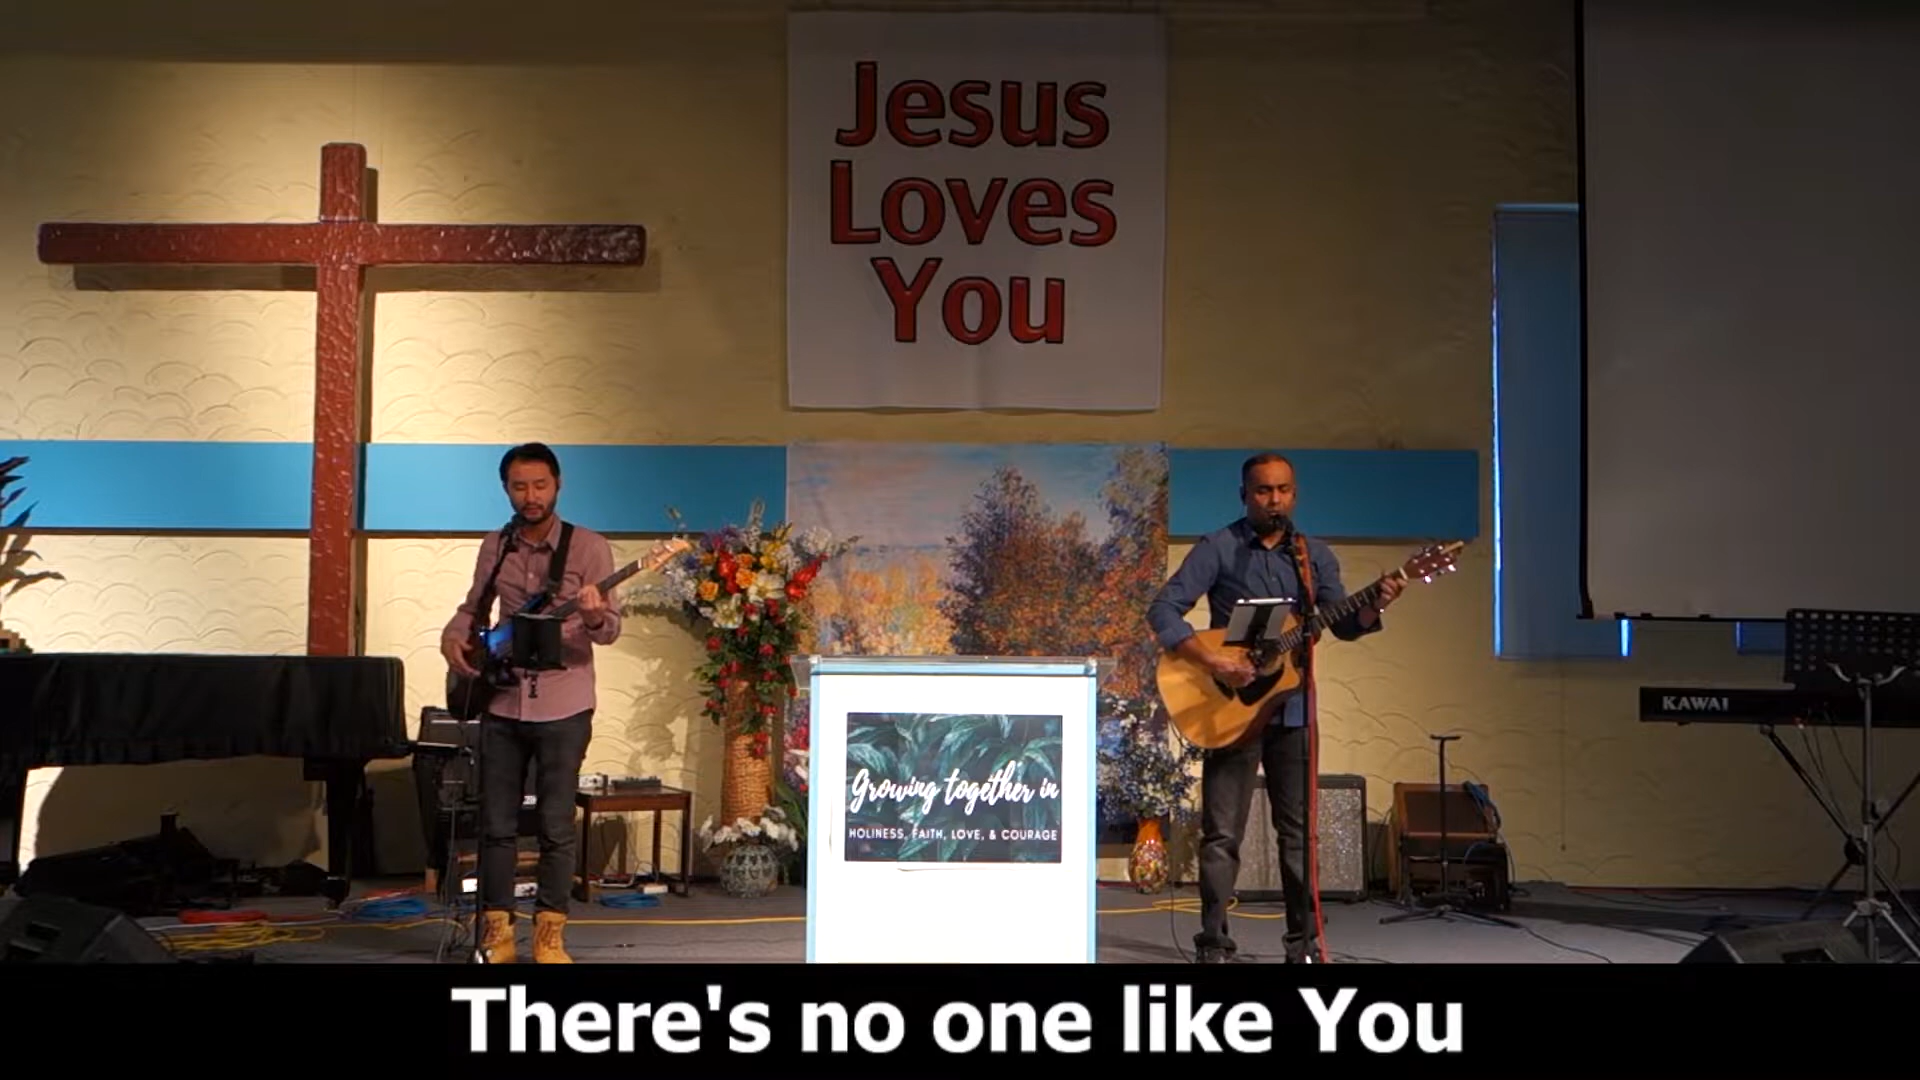 Jesus
Loves
You
KAWAI
Growing together in
HOLINESS, FAITH, LOVE, & COURAGE
There's no one like You